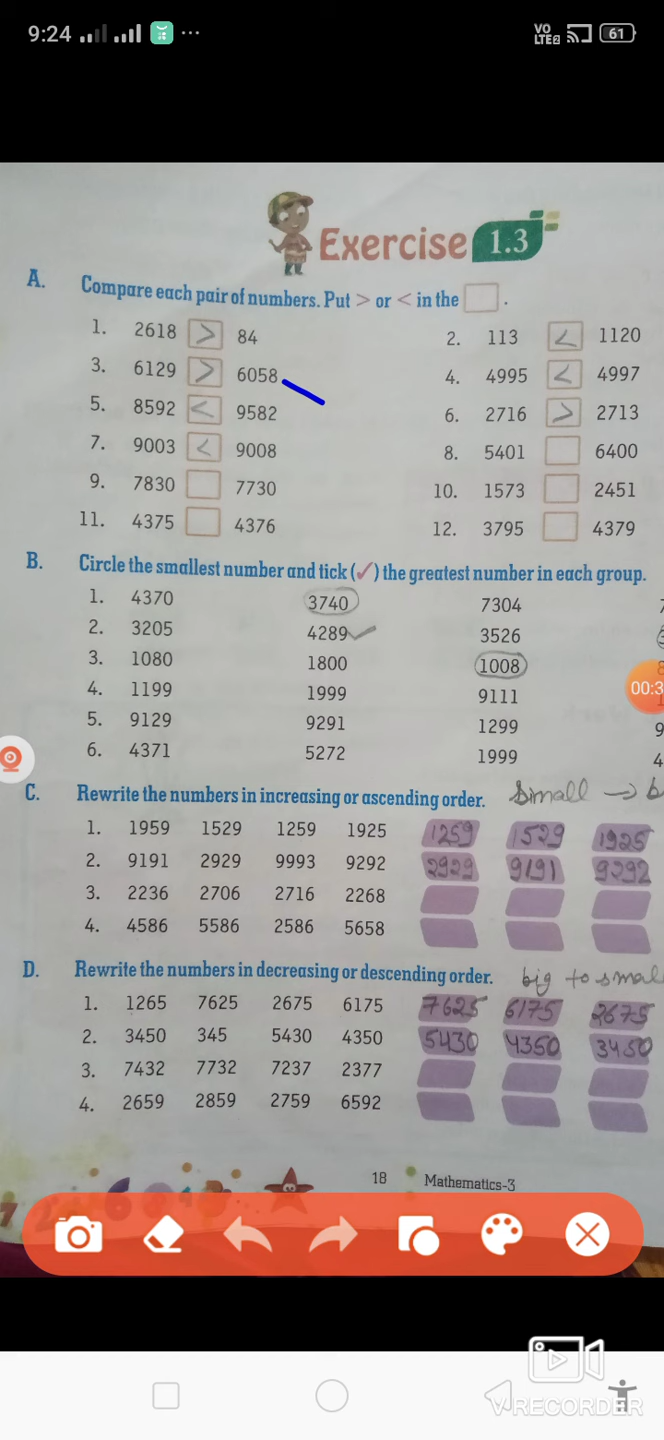 9:24 ... VO LTE2 61
Exercise 1.3
A. Compare each pair of numbers. Put > or < in the .
1. 2618 > 84 2. 113 < 1120
3. 6129 > 6058 4. 4995 < 4997
5. 8592 < 9582 6. 2716 > 2713
7. 9003 < 9008 8. 5401 6400
9. 7830 7730 10. 1573 2451
11. 4375 4376 12. 3795 4379
B. Circle the smallest number and tick (✓) the greatest number in each group.
1. 4370 3740 7304
2. 3205 4289 ✓ 3526
3. 1080 1800 1008
4. 1199 1999 9111
00:3
5. 9129 9291 1299 9
6. 4371 5272 1999 4
C. Rewrite the numbers in increasing or ascending order. Small → b
1. 1959 1529 1259 1925 1259 1529 1925
2. 9191 2929 9993 9292 2929 9191 9292
3. 2236 2706 2716 2268
4. 4586 5586 2586 5658
D. Rewrite the numbers in decreasing or descending order. big to small
1. 1265 7625 2675 6175 7625 6175 2675
2. 3450 345 5430 4350 5430 4350 3450
3. 7432 7732 7237 2377
4. 2659 2859 2759 6592
18 Mathematics-3
V RECORDER